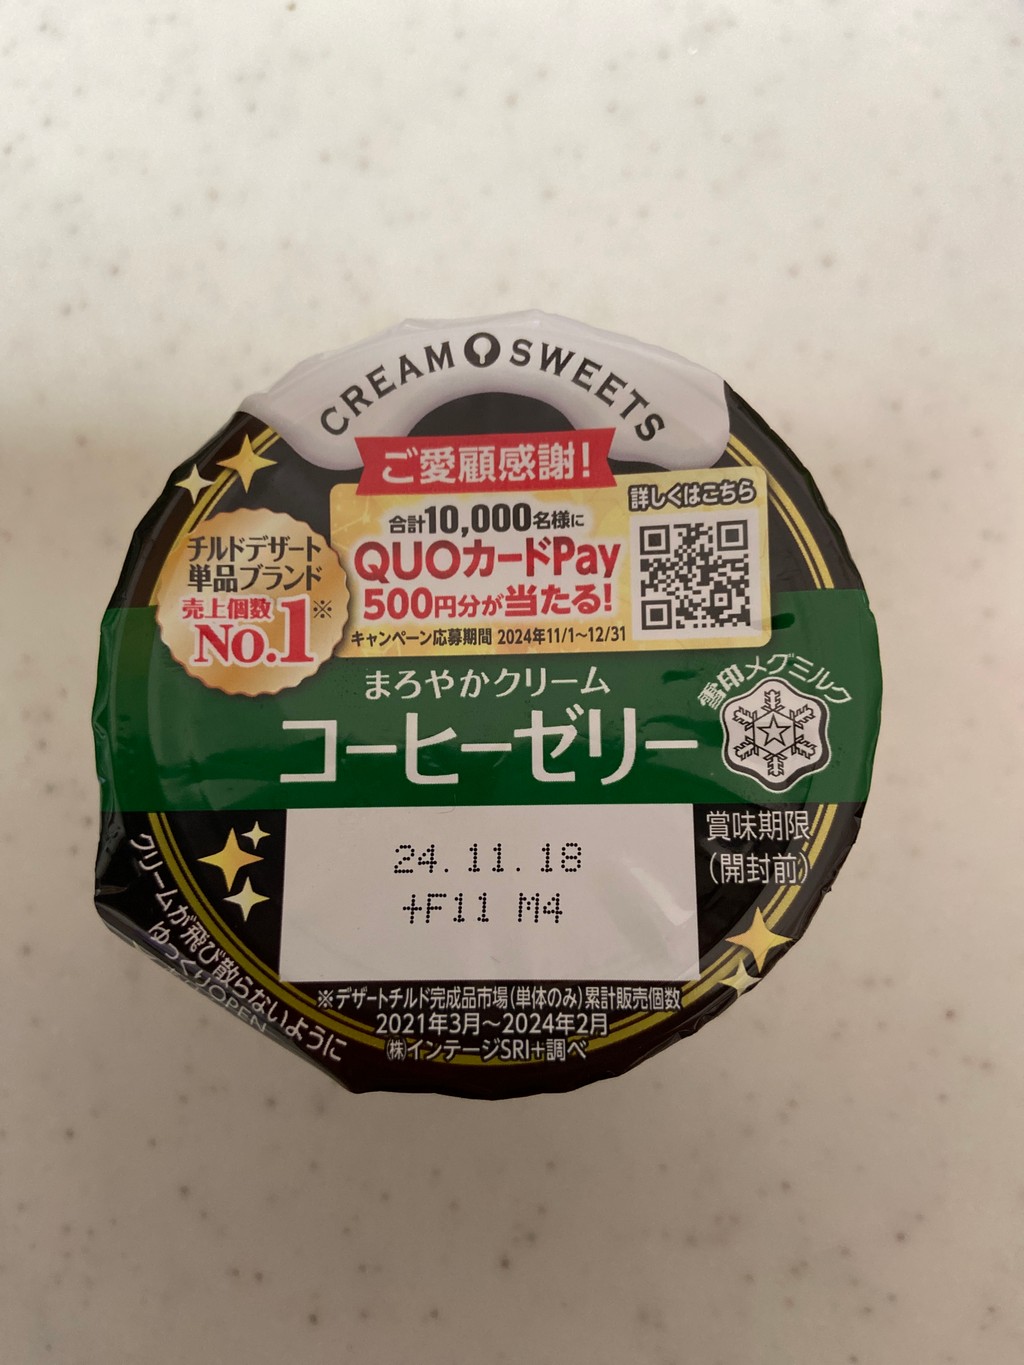 CREAM SWEETS
ご愛顧感謝!
合計10,000名様に
QUOカードPay
500円分が当たる!
キャンペーン応募期間 2024年11/1~12/31
詳しくはこちら
チルドデザート
単品ブランド
売上個数
No.1※
まろやかクリーム
コーヒーゼリー
雪印メグミルク
24.11.18
+F11 M4
賞味期限
(開封前)
クリームが飛び散らないように
ゆっくりOPEN
※デザートチルド完成品市場(単体のみ)累計販売個数
2021年3月~2024年2月
㈱インテージSRI+調べ